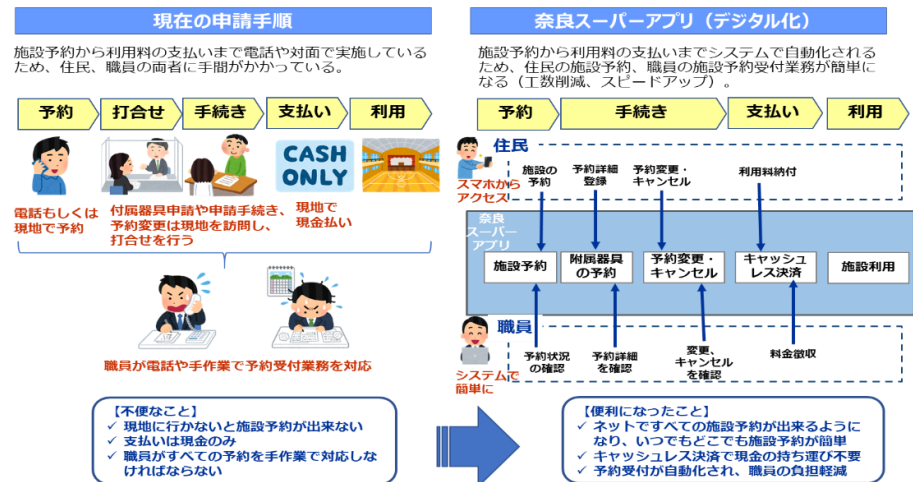 現在の申請手順
施設予約から利用料の支払いまで電話や対面で実施している
ため、住民、職員の両者に手間がかかっている。
予約
打合せ
手続き
支払い
利用
CASH
ONLY
電話もしくは
現地で予約
付属器具申請や申請手続き、
予約変更は現地を訪問し、
打合せを行う
現地で
現金払い
職員が電話や手作業で予約受付業務を対応
【不便なこと】
✓ 現地に行かないと施設予約が出来ない
✓ 支払いは現金のみ
✓ 職員がすべての予約を手作業で対応しな
ければならない
奈良スーパーアプリ（デジタル化）
施設予約から利用料の支払いまでシステムで自動化される
ため、住民の施設予約、職員の施設予約受付業務が簡単に
なる（工数削減、スピードアップ）。
予約
手続き
支払い
利用
住民
スマホから
アクセス
施設の
予約
予約詳細
登録
予約変更・
キャンセル
利用料納付
奈良
スーパー
アプリ
施設予約
附属器具
の予約
予約変更・
キャンセル
キャッシュ
レス決済
施設利用
職員
システムで
簡単に
予約状況
の確認
予約詳細
を確認
変更、
キャンセル
を確認
料金徴収
【便利になったこと】
✓ ネットですべての施設予約が出来るように
なり、いつでもどこでも施設予約が簡単
✓ キャッシュレス決済で現金の持ち運び不要
✓ 予約受付が自動化され、職員の負担軽減